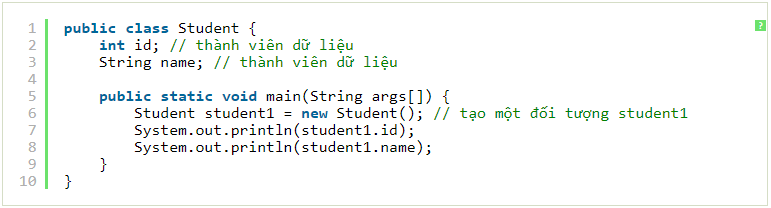 1 public class Student {
2 int id; // thành viên dữ liệu
3 String name; // thành viên dữ liệu
4
5 public static void main(String args[]) {
6 Student student1 = new Student(); // tạo một đối tượng student1
7 System.out.println(student1.id);
8 System.out.println(student1.name);
9 }
10 }
?